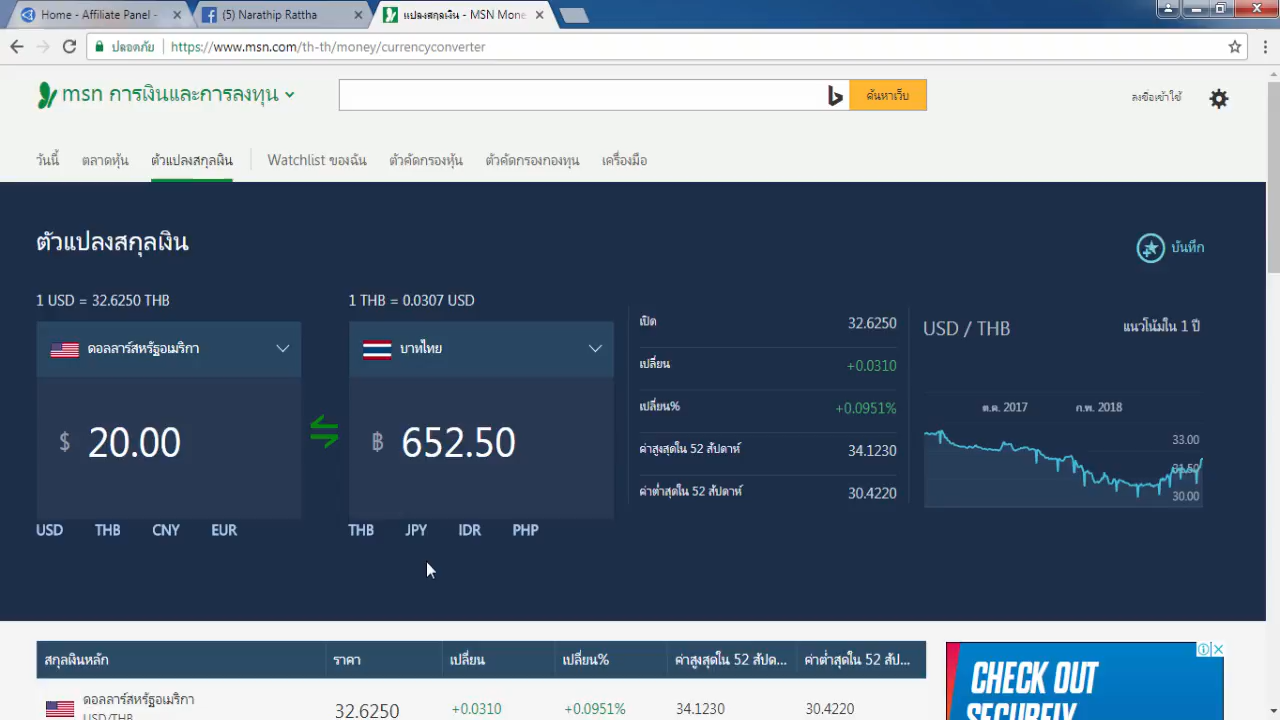 Home - Affiliate Panel -
(5) Narathip Rattha
แปลงสกุลเงิน - MSN Mone
ปลอดภัย
https://www.msn.com/th-th/money/currencyconverter
msn การเงินและการลงทุน
ค้นหาเว็บ
ลงชื่อเข้าใช้
วันนี้
ตลาดหุ้น
ตัวแปลงสกุลเงิน
Watchlist ของฉัน
ตัวคัดกรองหุ้น
ตัวคัดกรองกองทุน
เครื่องมือ
ตัวแปลงสกุลเงิน
บันทึก
1 USD = 32.6250 THB
1 THB = 0.0307 USD
ดอลลาร์สหรัฐอเมริกา
บาทไทย
$ 20.00
฿ 652.50
USD THB CNY EUR
THB JPY IDR PHP
เปิด 32.6250
เปลี่ยน +0.0310
เปลี่ยน% +0.0951%
ค่าสูงสุดใน 52 สัปดาห์ 34.1230
ค่าต่ำสุดใน 52 สัปดาห์ 30.4220
USD / THB
แนวโน้มใน 1 ปี
ต.ค. 2017 ก.พ. 2018
33.00
31.50
30.00
สกุลเงินหลัก ราคา เปลี่ยน เปลี่ยน% ค่าสูงสุดใน 52 สัปด... ค่าต่ำสุดใน 52 สัป...
ดอลลาร์สหรัฐอเมริกา
USD/THB
32.6250 +0.0310 +0.0951% 34.1230 30.4220
CHECK OUT
SECURELY